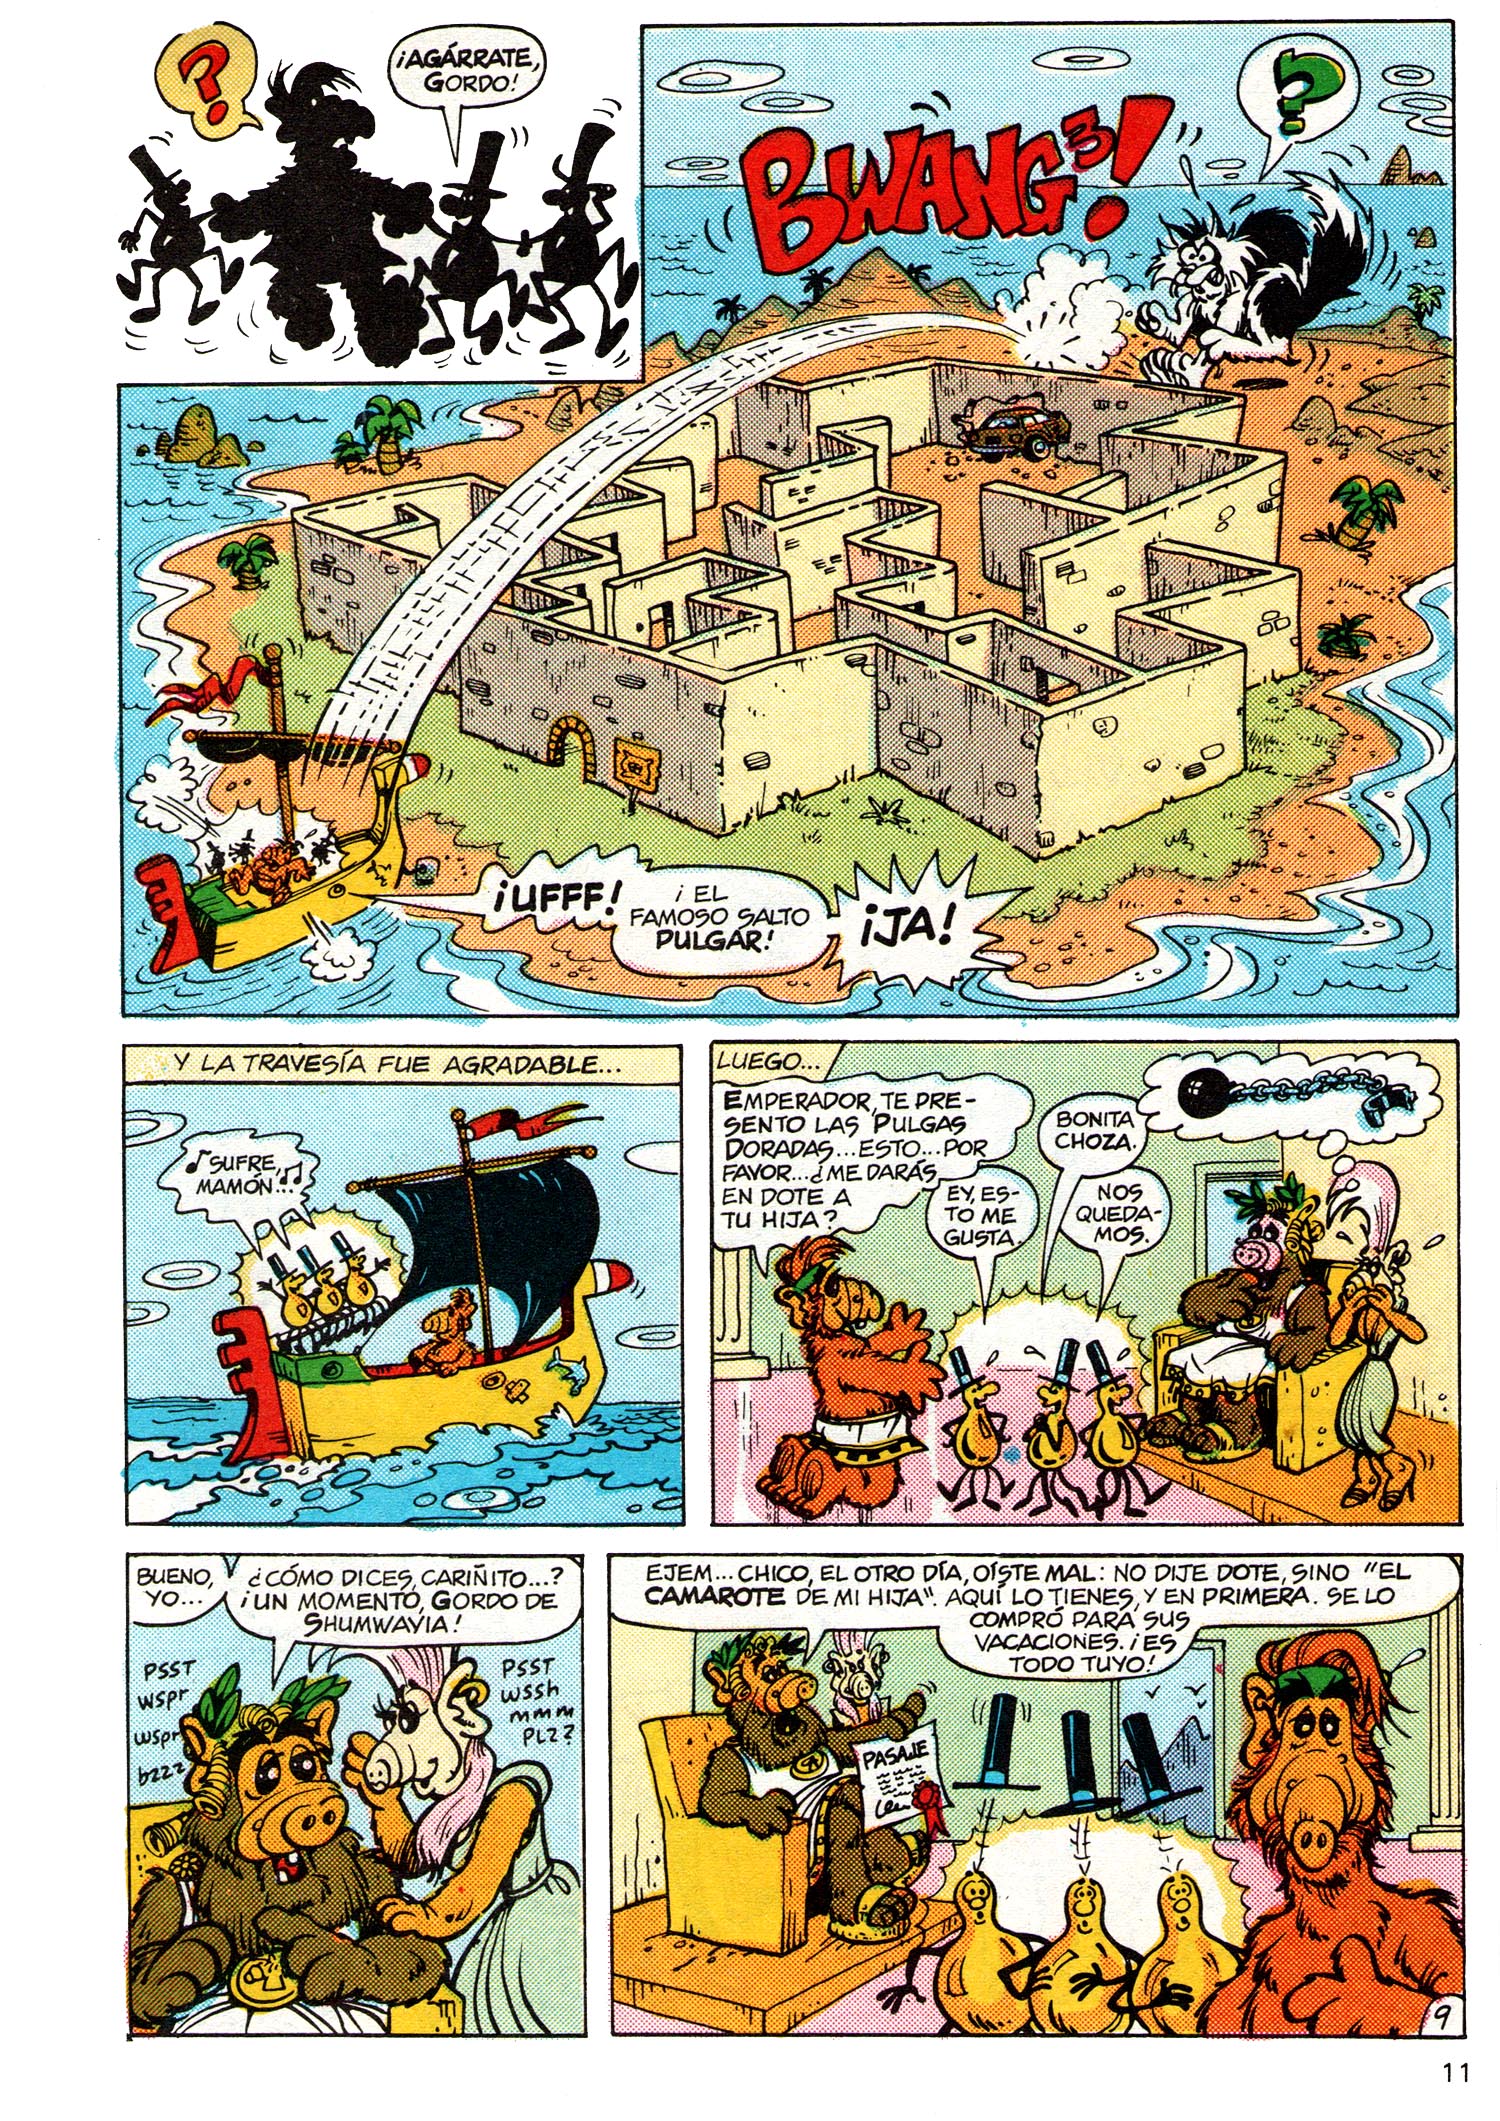 ?
¡AGÁRRATE,
GORDO!
BWANG³!
?
¡UFFF!
¡EL
FAMOSO SALTO
PULGAR!
¡JA!
Y LA TRAVESÍA FUE AGRADABLE...
♪SUFRE,
MAMÓN...♫
LUEGO...
EMPERADOR, TE PRE-
SENTO LAS PULGAS
DORADAS...ESTO...POR
FAVOR...¿ME DARÁS
EN DOTE A
TU HIJA?
EY, ES-
TO ME
GUSTA.
BONITA
CHOZA.
NOS
QUEDA-
MOS.
BUENO,
YO...
¿CÓMO DICES, CARIÑITO...?
¡UN MOMENTO, GORDO DE
SHUMWAYIA!
PSST
WSPR
WSPR
bzzz
PSST
WSSH
MMM
PLZ?
EJEM... CHICO, EL OTRO DÍA, OÍSTE MAL: NO DIJE DOTE, SINO "EL
CAMAROTE DE MI HIJA". AQUÍ LO TIENES, Y EN PRIMERA. SE LO
COMPRÓ PARA SUS
VACACIONES. ¡ES
TODO TUYO!
PASAJE
9
11